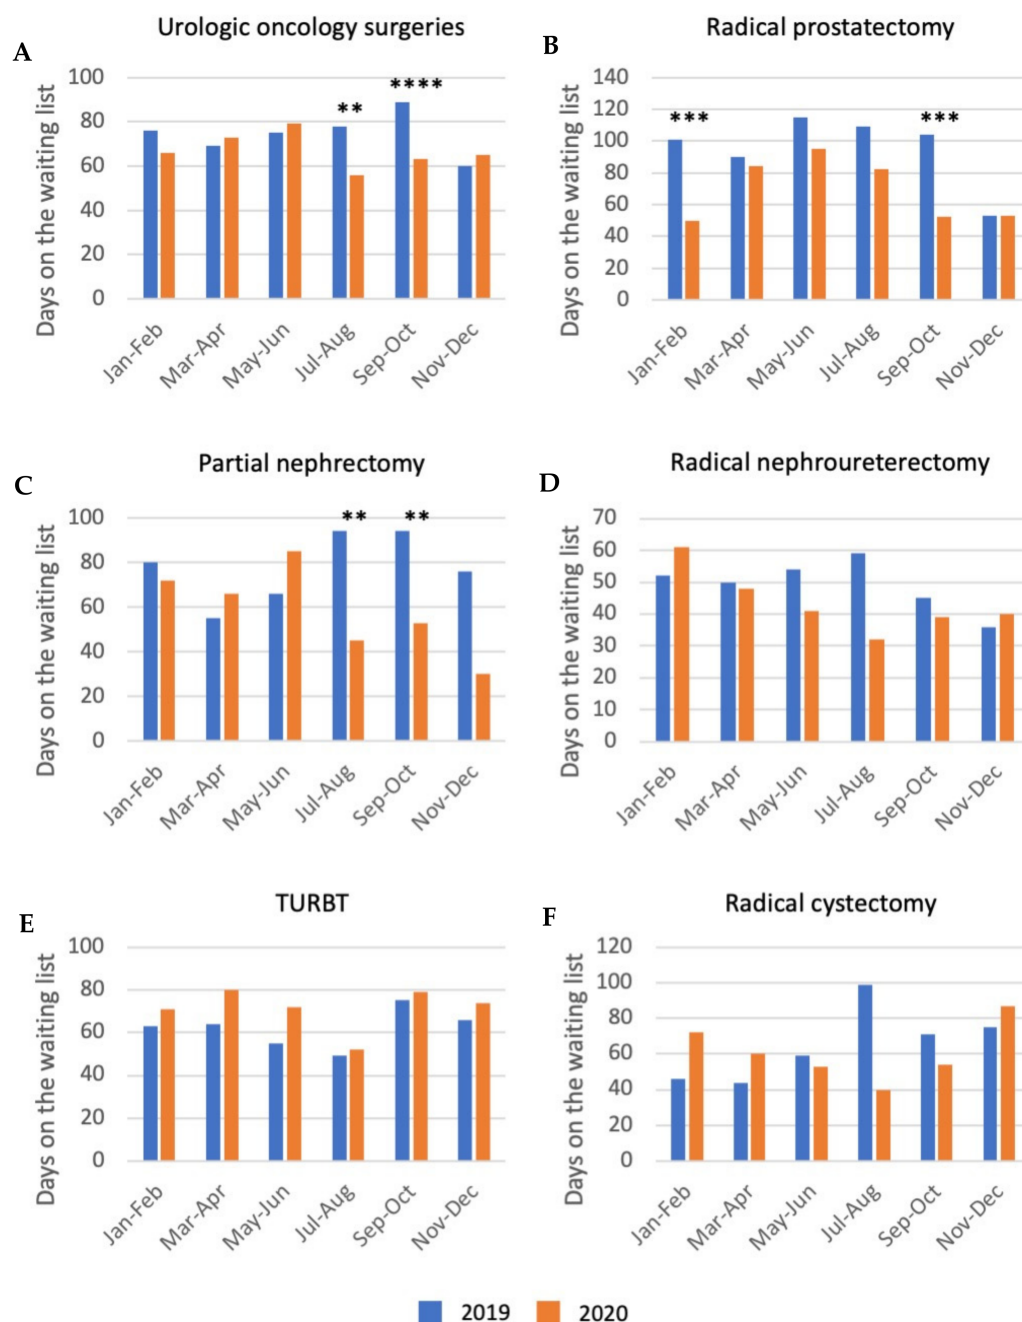 A
Urologic oncology surgeries
Days on the waiting list
100
80
60
40
20
0
**
****
Jan-Feb
Mar-Apr
May-Jun
Jul-Aug
Sep-Oct
Nov-Dec
B
Radical prostatectomy
Days on the waiting list
140
120
100
80
60
40
20
0
***
***
Jan-Feb
Mar-Apr
May-Jun
Jul-Aug
Sep-Oct
Nov-Dec
C
Partial nephrectomy
Days on the waiting list
100
80
60
40
20
0
**
**
Jan-Feb
Mar-Apr
May-Jun
Jul-Aug
Sep-Oct
Nov-Dec
D
Radical nephroureterectomy
Days on the waiting list
70
60
50
40
30
20
10
0
Jan-Feb
Mar-Apr
May-Jun
Jul-Aug
Sep-Oct
Nov-Dec
E
TURBT
Days on the waiting list
100
80
60
40
20
0
Jan-Feb
Mar-Apr
May-Jun
Jul-Aug
Sep-Oct
Nov-Dec
F
Radical cystectomy
Days on the waiting list
120
100
80
60
40
20
0
Jan-Feb
Mar-Apr
May-Jun
Jul-Aug
Sep-Oct
Nov-Dec
2019
2020